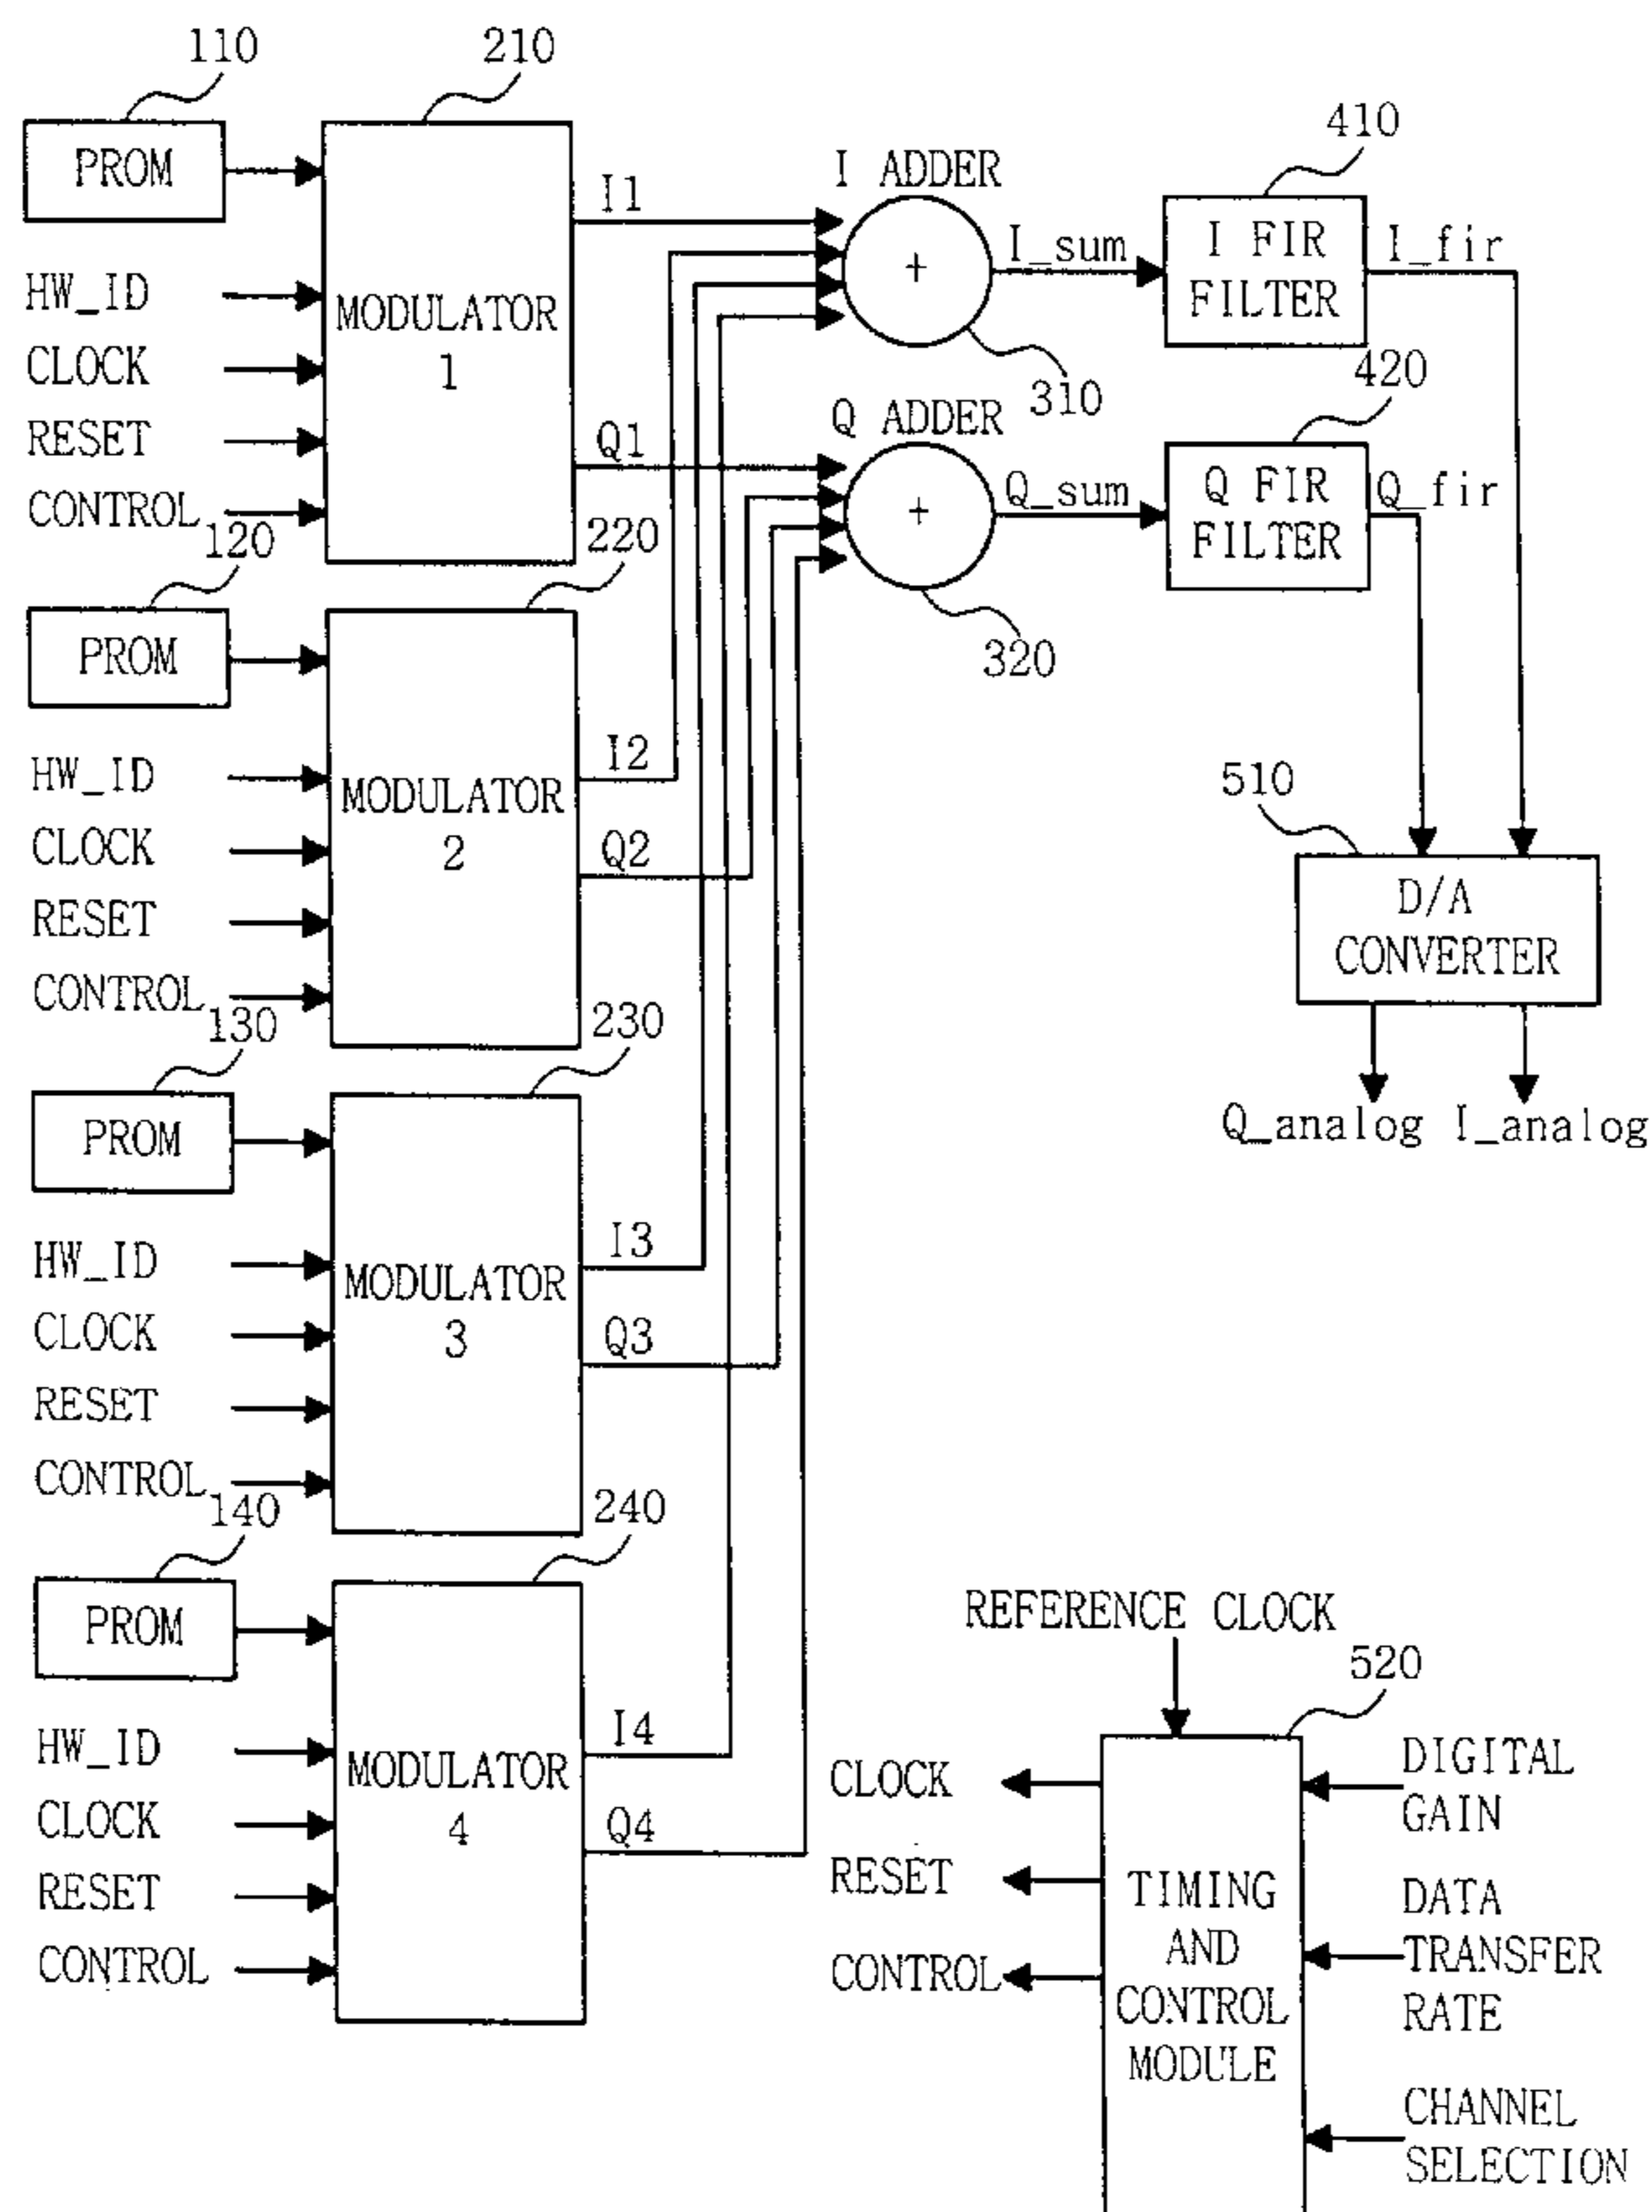 110
210
PROM
HW_ID
CLOCK
RESET
CONTROL
MODULATOR
1
I1
Q1
120
220
PROM
HW_ID
CLOCK
RESET
CONTROL
MODULATOR
2
I2
Q2
130
230
PROM
HW_ID
CLOCK
RESET
CONTROL
MODULATOR
3
I3
Q3
140
240
PROM
HW_ID
CLOCK
RESET
CONTROL
MODULATOR
4
I4
Q4
I ADDER
+
310
I_sum
410
I FIR
FILTER
I_fir
Q ADDER
+
320
Q_sum
420
Q FIR
FILTER
Q_fir
510
D/A
CONVERTER
Q_analog I_analog
REFERENCE CLOCK
520
CLOCK
RESET
CONTROL
TIMING
AND
CONTROL
MODULE
DIGITAL
GAIN
DATA
TRANSFER
RATE
CHANNEL
SELECTION